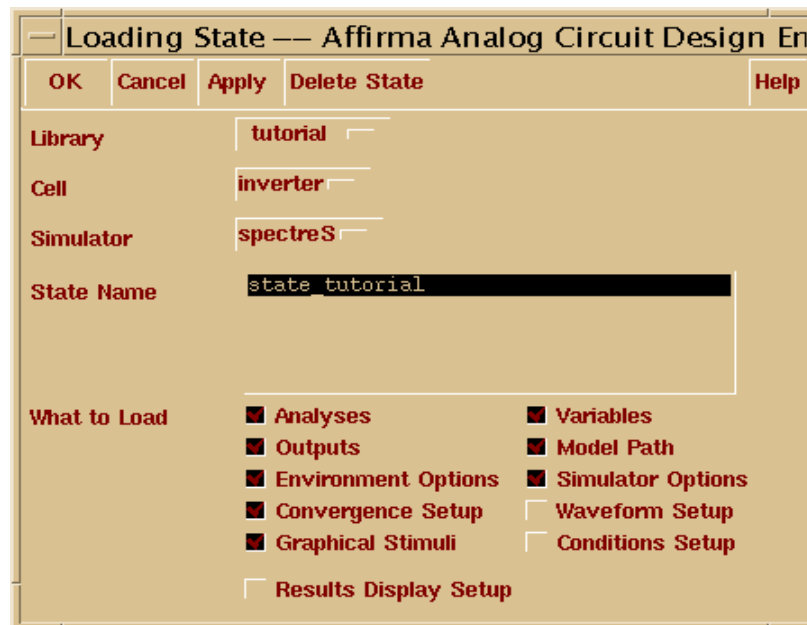 Loading State –– Affirma Analog Circuit Design En
OK Cancel Apply Delete State Help
Library tutorial
Cell inverter
Simulator spectreS
State Name state_tutorial
What to Load Analyses Variables
Outputs Model Path
Environment Options Simulator Options
Convergence Setup Waveform Setup
Graphical Stimuli Conditions Setup
Results Display Setup